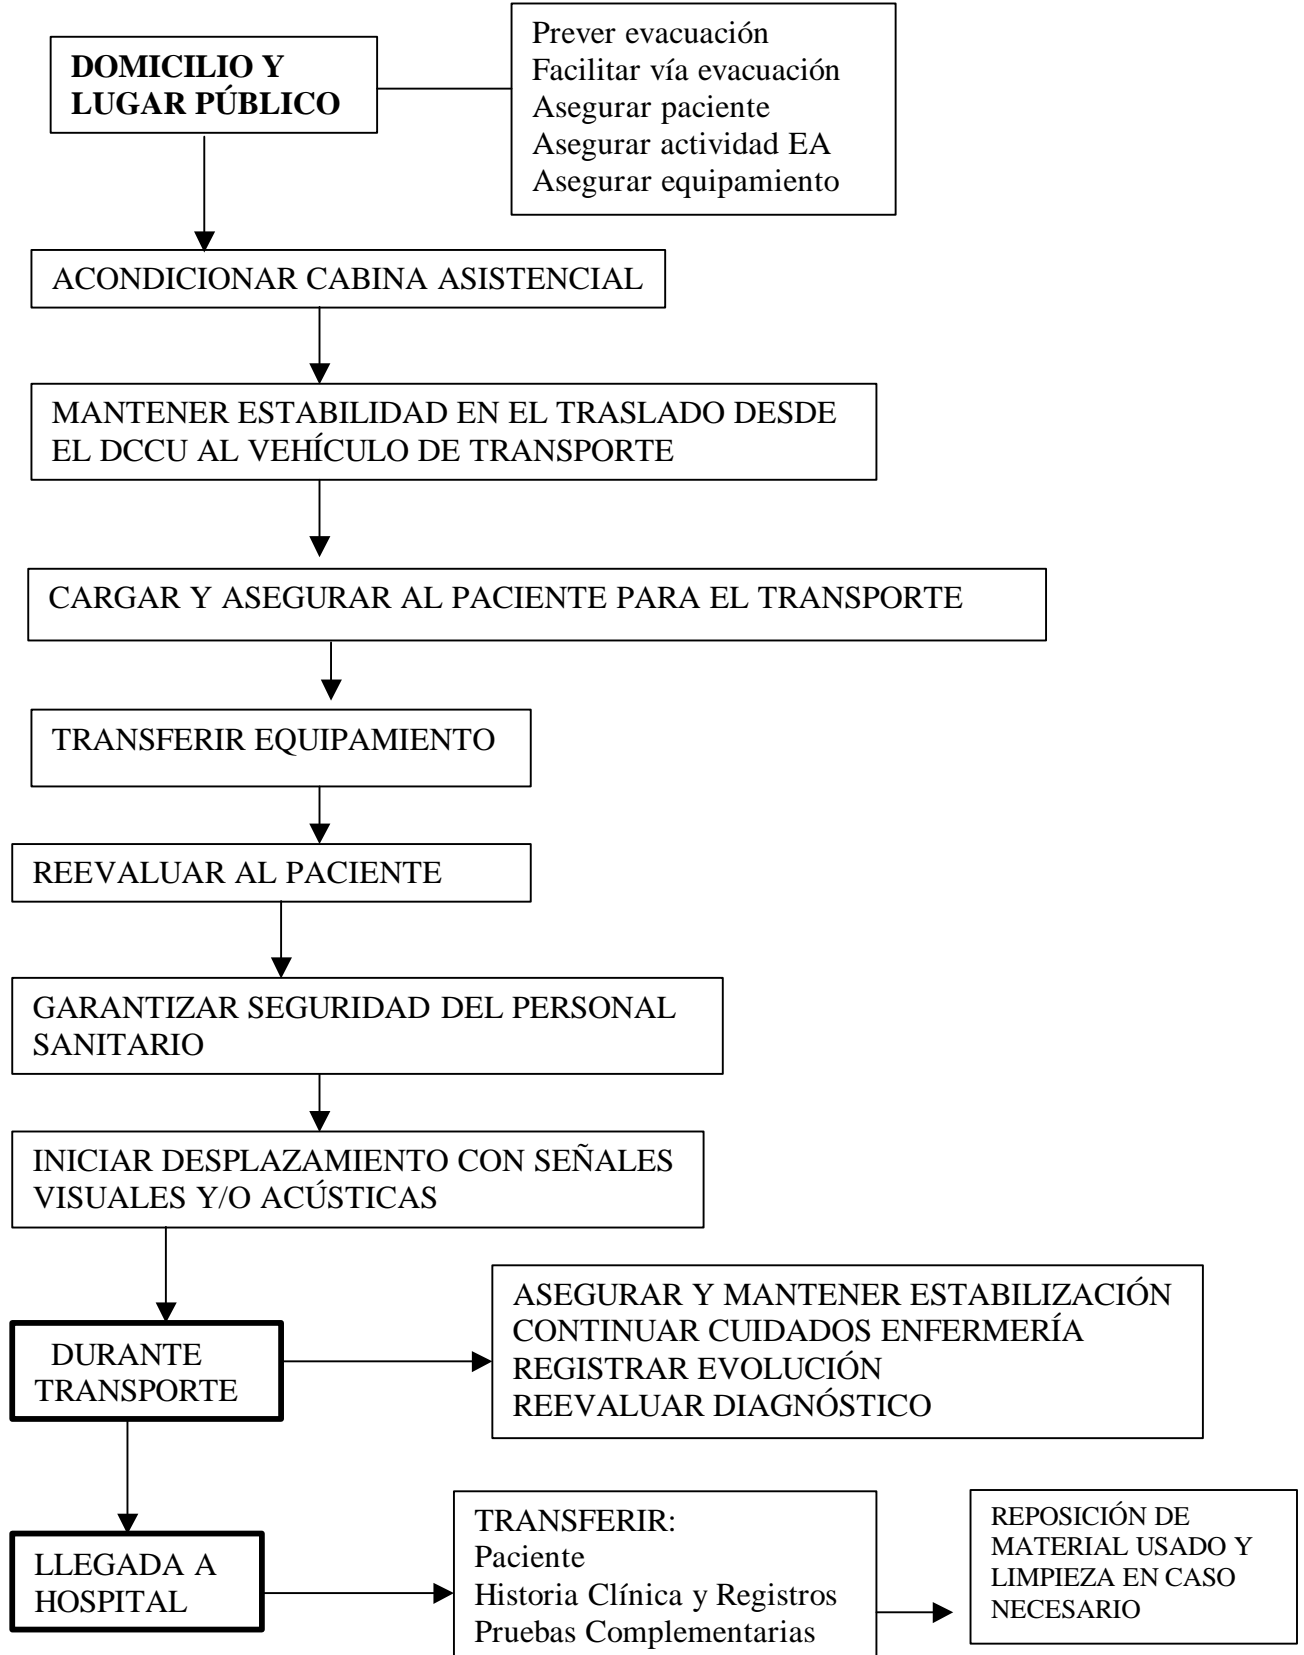 DOMICILIO Y
LUGAR PÚBLICO
Prever evacuación
Facilitar vía evacuación
Asegurar paciente
Asegurar actividad EA
Asegurar equipamiento
ACONDICIONAR CABINA ASISTENCIAL
MANTENER ESTABILIDAD EN EL TRASLADO DESDE
EL DCCU AL VEHÍCULO DE TRANSPORTE
CARGAR Y ASEGURAR AL PACIENTE PARA EL TRANSPORTE
TRANSFERIR EQUIPAMIENTO
REEVALUAR AL PACIENTE
GARANTIZAR SEGURIDAD DEL PERSONAL
SANITARIO
INICIAR DESPLAZAMIENTO CON SEÑALES
VISUALES Y/O ACÚSTICAS
DURANTE
TRANSPORTE
ASEGURAR Y MANTENER ESTABILIZACIÓN
CONTINUAR CUIDADOS ENFERMERÍA
REGISTRAR EVOLUCIÓN
REEVALUAR DIAGNÓSTICO
LLEGADA A
HOSPITAL
TRANSFERIR:
Paciente
Historia Clínica y Registros
Pruebas Complementarias
REPOSICIÓN DE
MATERIAL USADO Y
LIMPIEZA EN CASO
NECESARIO